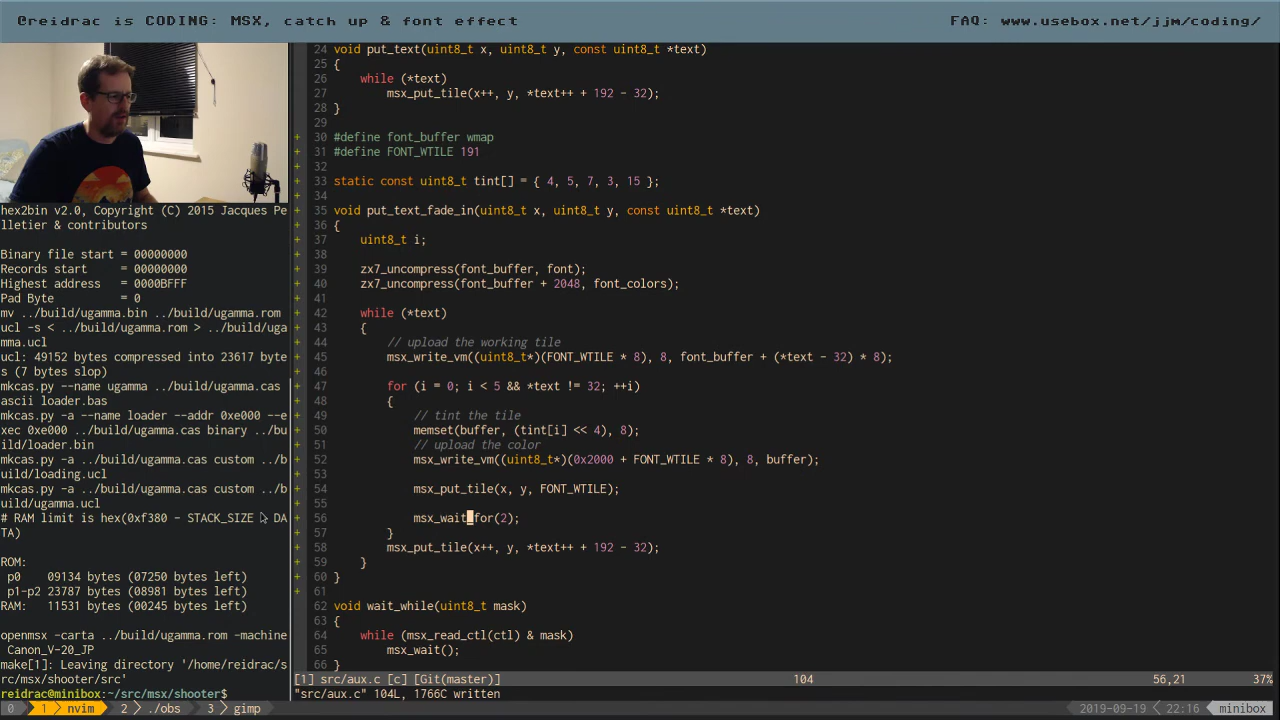 @reidrac is CODING: MSX, catch up & font effect
FAQ: www.usebox.net/jjm/coding/
hex2bin v2.0, Copyright (C) 2015 Jacques Pe
lletier & contributors
Binary file start = 00000000
Records start = 00000000
Highest address = 0000BFFF
Pad Byte = 0
mv ../build/ugamma.bin ../build/ugamma.rom
ucl -s < ../build/ugamma.rom > ../build/uga
mma.ucl
ucl: 49152 bytes compressed into 23617 byte
s (7 bytes slop)
mkcas.py --name ugamma ../build/ugamma.cas
ascii loader.bas
mkcas.py -a --name loader --addr 0xe000 --e
xec 0xe000 ../build/ugamma.cas binary ../bu
ild/loader.bin
mkcas.py -a ../build/ugamma.cas custom ../b
uild/loading.ucl
mkcas.py -a ../build/ugamma.cas custom ../b
uild/ugamma.ucl
# RAM limit is hex(0xf380 - STACK_SIZE - DA
TA)
ROM:
p0 09134 bytes (07250 bytes left)
p1-p2 23787 bytes (08981 bytes left)
RAM: 11531 bytes (00245 bytes left)
openmsx -carta ../build/ugamma.rom -machine
Canon_V-20_JP
make[1]: Leaving directory '/home/reidrac/s
rc/msx/shooter/src'
reidrac@minibox:~/src/msx/shooter$
24 void put_text(uint8_t x, uint8_t y, const uint8_t *text)
25 {
26 while (*text)
27 msx_put_tile(x++, y, *text++ + 192 - 32);
28 }
29
+ 30 #define font_buffer wmap
+ 31 #define FONT_WTILE 191
+ 32
+ 33 static const uint8_t tint[] = { 4, 5, 7, 3, 15 };
+ 34
+ 35 void put_text_fade_in(uint8_t x, uint8_t y, const uint8_t *text)
+ 36 {
+ 37 uint8_t i;
+ 38
+ 39 zx7_uncompress(font_buffer, font);
+ 40 zx7_uncompress(font_buffer + 2048, font_colors);
+ 41
+ 42 while (*text)
+ 43 {
+ 44 // upload the working tile
+ 45 msx_write_vm((uint8_t*)(FONT_WTILE * 8), 8, font_buffer + (*text - 32) * 8);
+ 46
+ 47 for (i = 0; i < 5 && *text != 32; ++i)
+ 48 {
+ 49 // tint the tile
+ 50 memset(buffer, (tint[i] << 4), 8);
+ 51 // upload the color
+ 52 msx_write_vm((uint8_t*)(0x2000 + FONT_WTILE * 8), 8, buffer);
+ 53
+ 54 msx_put_tile(x, y, FONT_WTILE);
+ 55
+ 56 msx_wait_for(2);
+ 57 }
+ 58 msx_put_tile(x++, y, *text++ + 192 - 32);
+ 59 }
+ 60 }
+ 61
62 void wait_while(uint8_t mask)
63 {
64 while (msx_read_ctl(ctl) & mask)
65 msx_wait();
66 }
[1] src/aux.c [c] [Git(master)] 104 56,21 37%
"src/aux.c" 104L, 1766C written
0 1 nvim 2 ./obs 3 gimp 2019-09-19 22:16 minibox